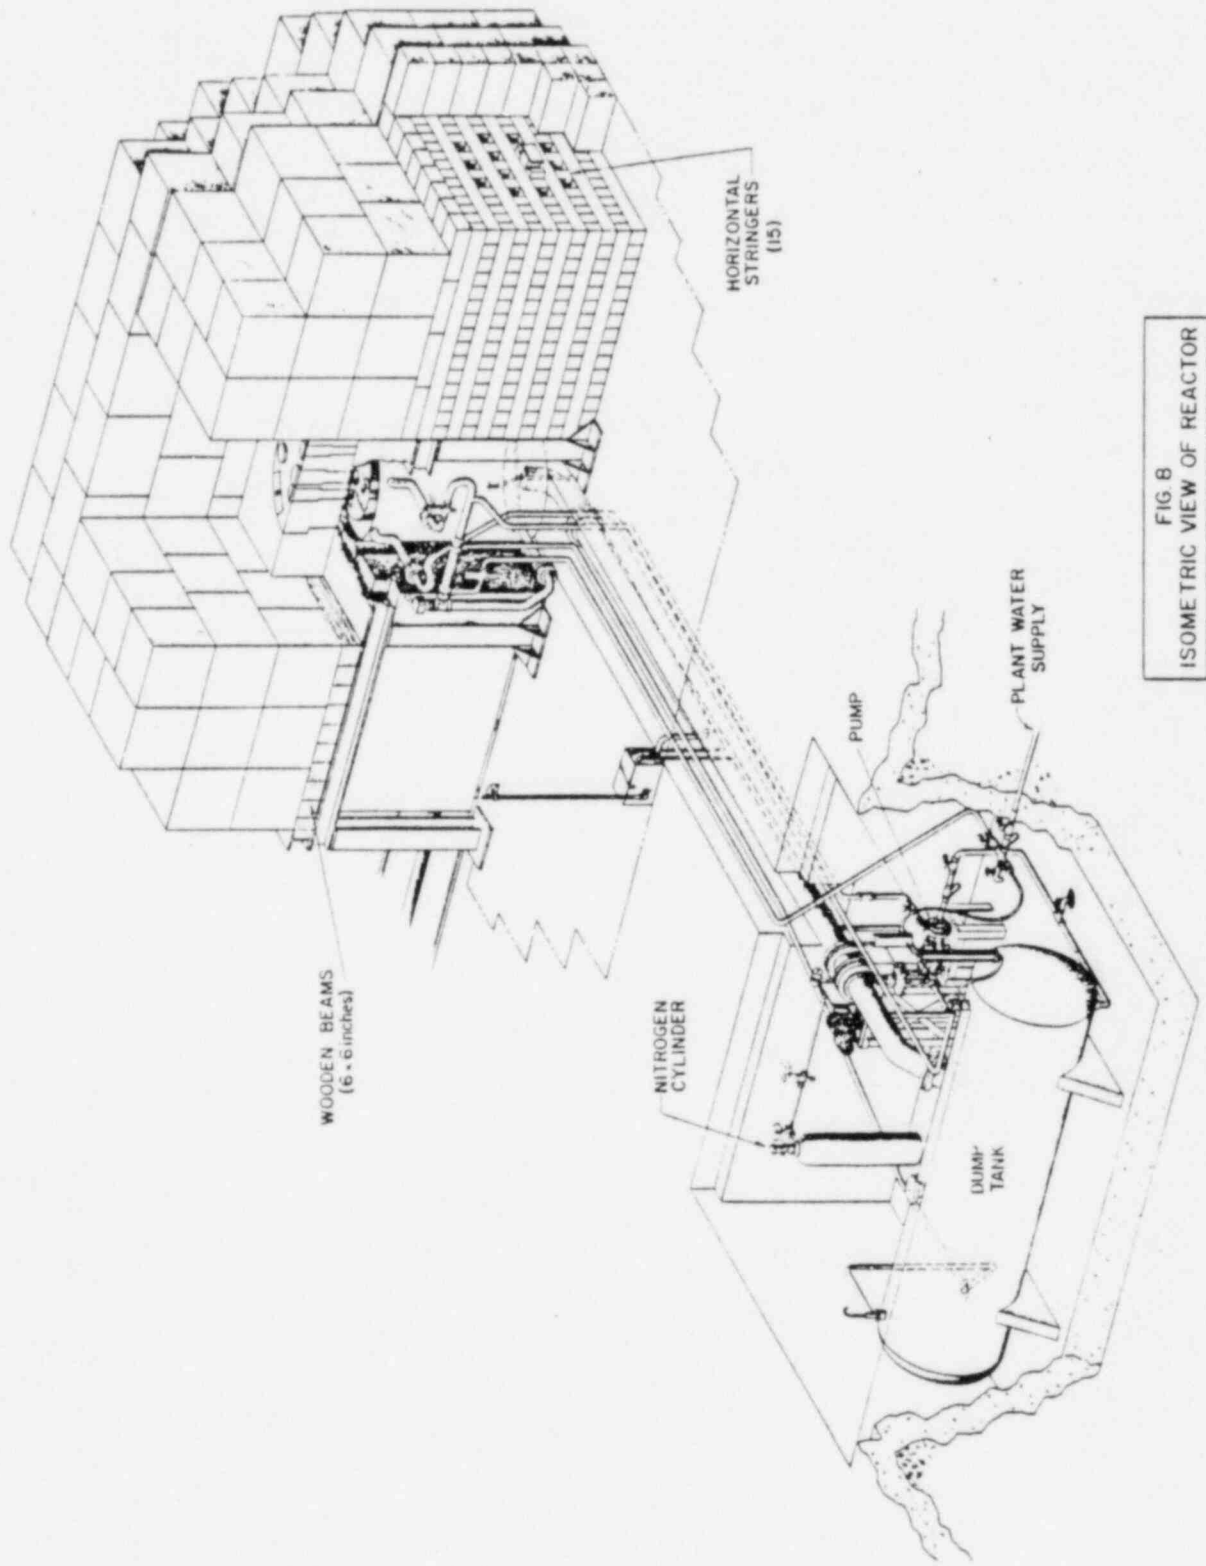 HORIZONTAL
STRINGERS
(15)
WOODEN BEAMS
(6 x 6 inches)
NITROGEN
CYLINDER
PUMP
PLANT WATER
SUPPLY
DUMP
TANK
FIG. 8
ISOMETRIC VIEW OF REACTOR